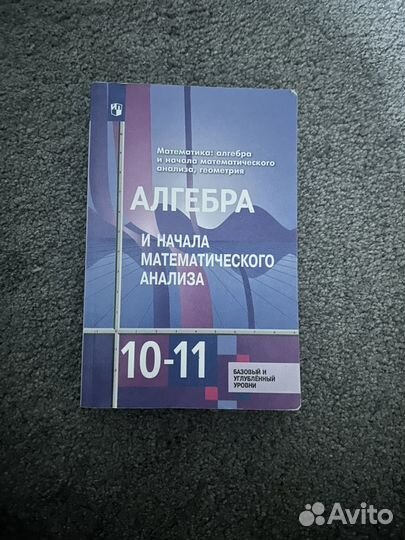 Математика: алгебра
и начала математического
анализа, геометрия
АЛГЕБРА
И НАЧАЛА
МАТЕМАТИЧЕСКОГО
АНАЛИЗА
10-11
БАЗОВЫЙ И
УГЛУБЛЁННЫЙ
УРОВНИ
Avito